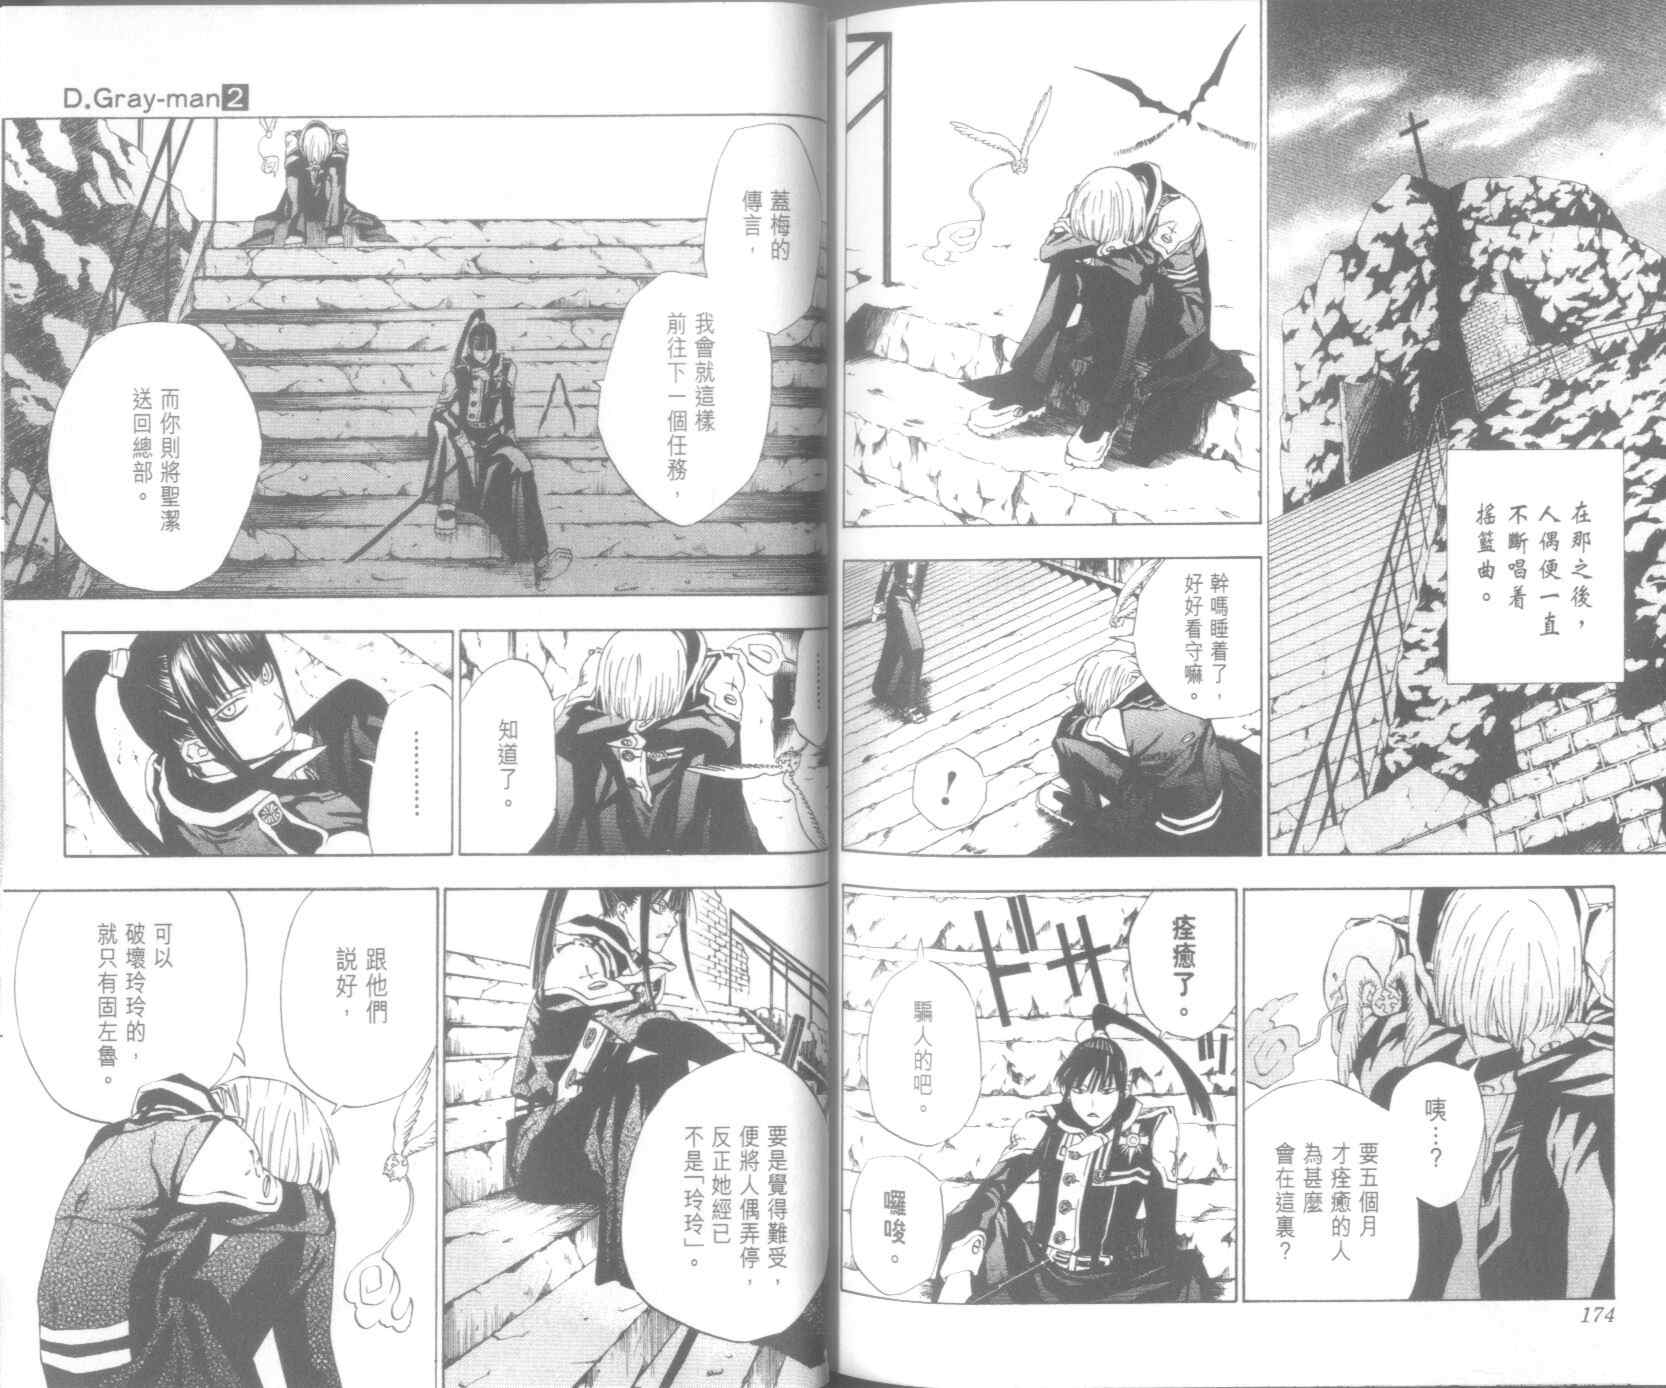 在那之後，
人偶便一直
不斷唱着
搖籃曲。
幹嗎睡着了，
好好看守嘛。
！
咦…？
要五個月
才痊癒的人
為甚麼
會在這裏？
痊癒了。
騙人的吧。
囉唆。
174
D.Gray-man 2
蓋梅的
傳言，
我會就這樣
前往下一個任務，
而你則將聖潔
送回總部。
………
知道了。
………
要是覺得難受，
便將人偶弄停，
反正她經已
不是「玲玲」。
跟他們
說好，
可以
破壞玲玲的，
就只有固左魯。